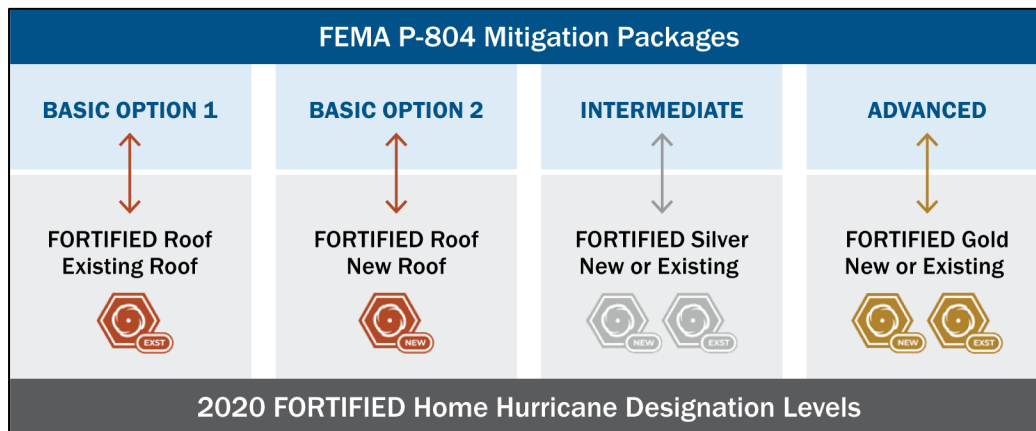 FEMA P-804 Mitigation Packages
BASIC OPTION 1
BASIC OPTION 2
INTERMEDIATE
ADVANCED
FORTIFIED Roof
Existing Roof
EXST
FORTIFIED Roof
New Roof
NEW
FORTIFIED Silver
New or Existing
NEW
EXST
FORTIFIED Gold
New or Existing
NEW
EXST
2020 FORTIFIED Home Hurricane Designation Levels